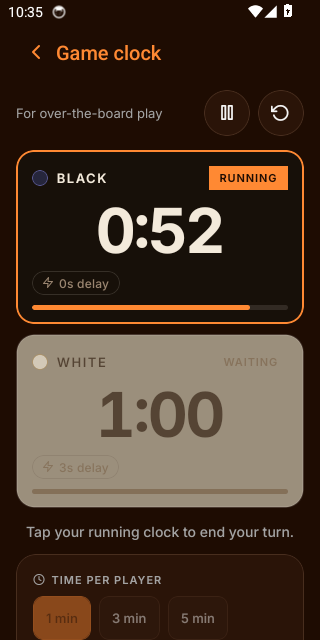 10:35
Game clock
For over-the-board play
BLACK
RUNNING
0:52
0s delay
WHITE
WAITING
1:00
3s delay
Tap your running clock to end your turn.
TIME PER PLAYER
1 min
3 min
5 min